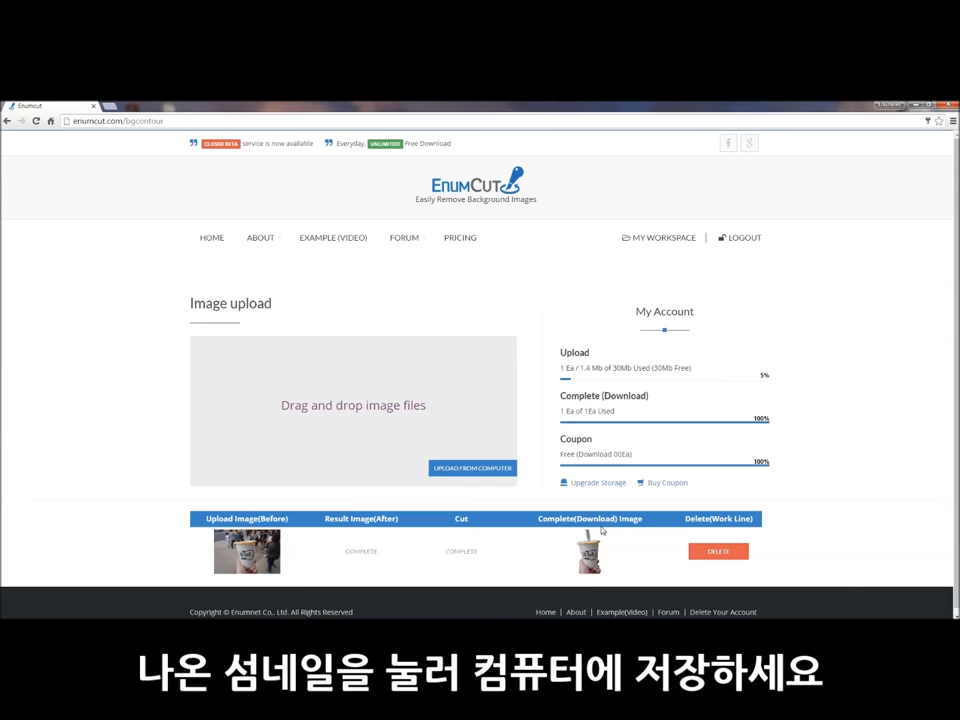 Enumcut
Enumnet
enumcut.com/bgcontour
CLOSED BETA service is now available Everyday, UNLIMITED! Free Download
ENUMCUT
Easily Remove Background Images
HOME ABOUT EXAMPLE (VIDEO) FORUM PRICING MY WORKSPACE | LOGOUT
Image upload
My Account
Drag and drop image files
UPLOAD FROM COMPUTER
Upload
1 Ea / 1.4 Mb of 30Mb Used (30Mb Free)
5%
Complete (Download)
1 Ea of 1Ea Used
100%
Coupon
Free (Download 00Ea)
100%
Upgrade Storage Buy Coupon
Upload Image(Before) Result Image(After) Cut Complete(Download) Image Delete(Work Line)
COMPLETE COMPLETE DELETE
Copyright © Enumnet Co,. Ltd. All Rights Reserved Home | About | Example(Video) | Forum | Delete Your Account
나온 섬네일을 눌러 컴퓨터에 저장하세요